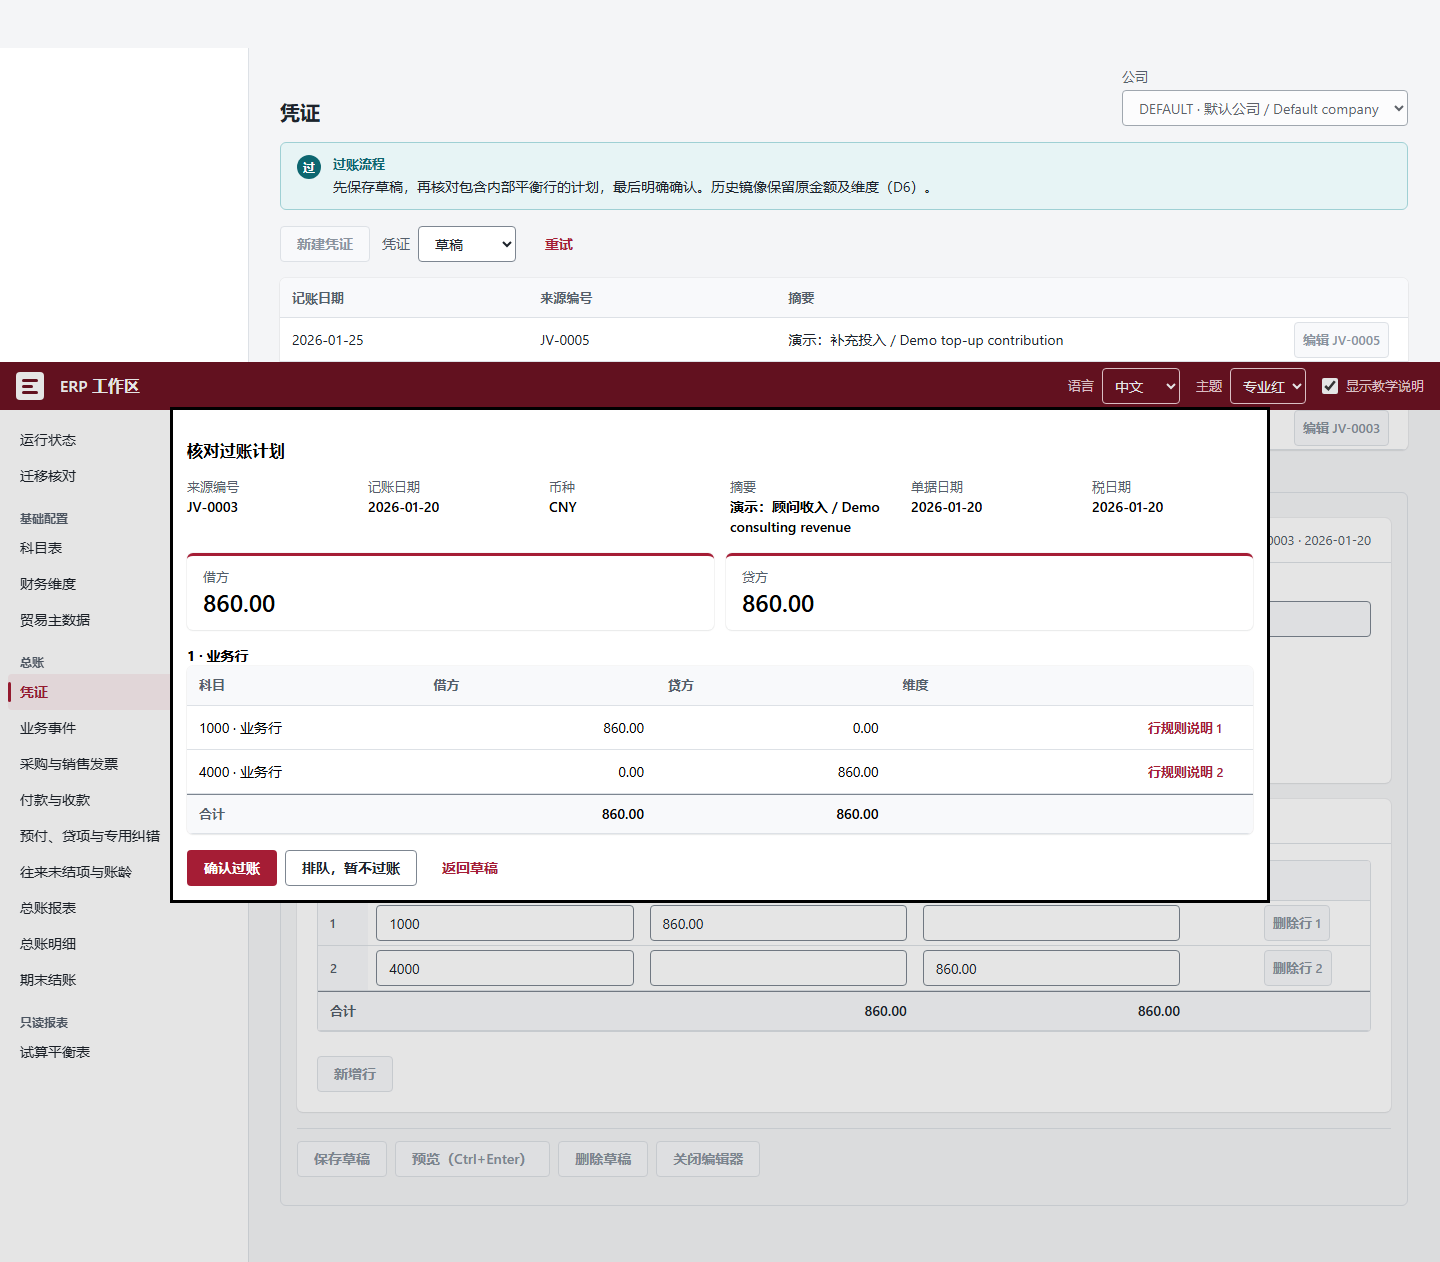 公司
凭证
DEFAULT · 默认公司 / Default company
过
过账流程
先保存草稿，再核对包含内部平衡行的计划，最后明确确认。历史镜像保留原金额及维度（D6）。
新建凭证 凭证 草稿 重试
记账日期 来源编号 摘要
2026-01-25 JV-0005 演示：补充投入 / Demo top-up contribution 编辑 JV-0005
ERP 工作区 语言 中文 主题 专业红 显示教学说明
编辑 JV-0003
运行状态
迁移核对
基础配置
科目表
财务维度
贸易主数据
总账
凭证
业务事件
采购与销售发票
付款与收款
预付、贷项与专用纠错
往来未结项与账龄
总账报表
总账明细
期末结账
只读报表
试算平衡表
核对过账计划
来源编号 记账日期 币种 摘要 单据日期 税日期
JV-0003 2026-01-20 CNY 演示：顾问收入 / Demo 2026-01-20 2026-01-20
consulting revenue
0003 · 2026-01-20
借方 贷方
860.00 860.00
1 · 业务行
科目 借方 贷方 维度
1000 · 业务行 860.00 0.00 行规则说明 1
4000 · 业务行 0.00 860.00 行规则说明 2
合计 860.00 860.00
确认过账 排队，暂不过账 返回草稿
1 1000 860.00 删除行 1
2 4000 860.00 删除行 2
合计 860.00 860.00
新增行
保存草稿 预览（Ctrl+Enter） 删除草稿 关闭编辑器